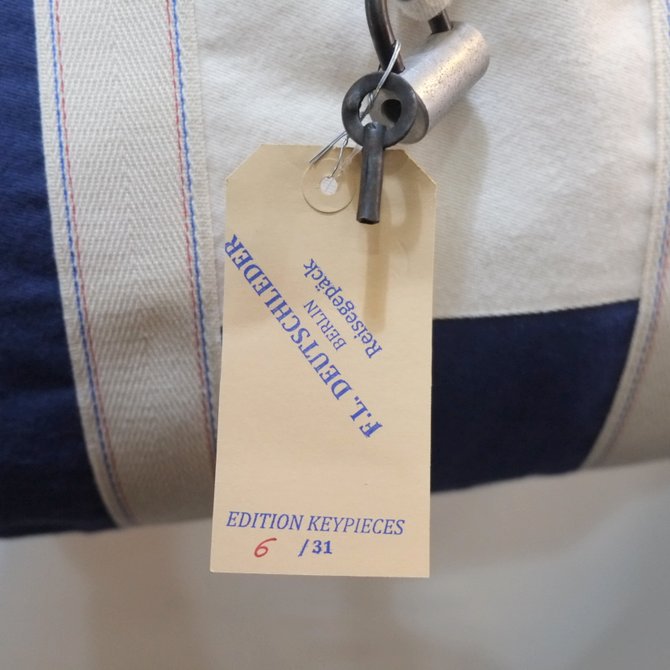 F.L. DEUTSCHLEDER
BERLIN
Reisegepäck
EDITION KEYPIECES
6 /31